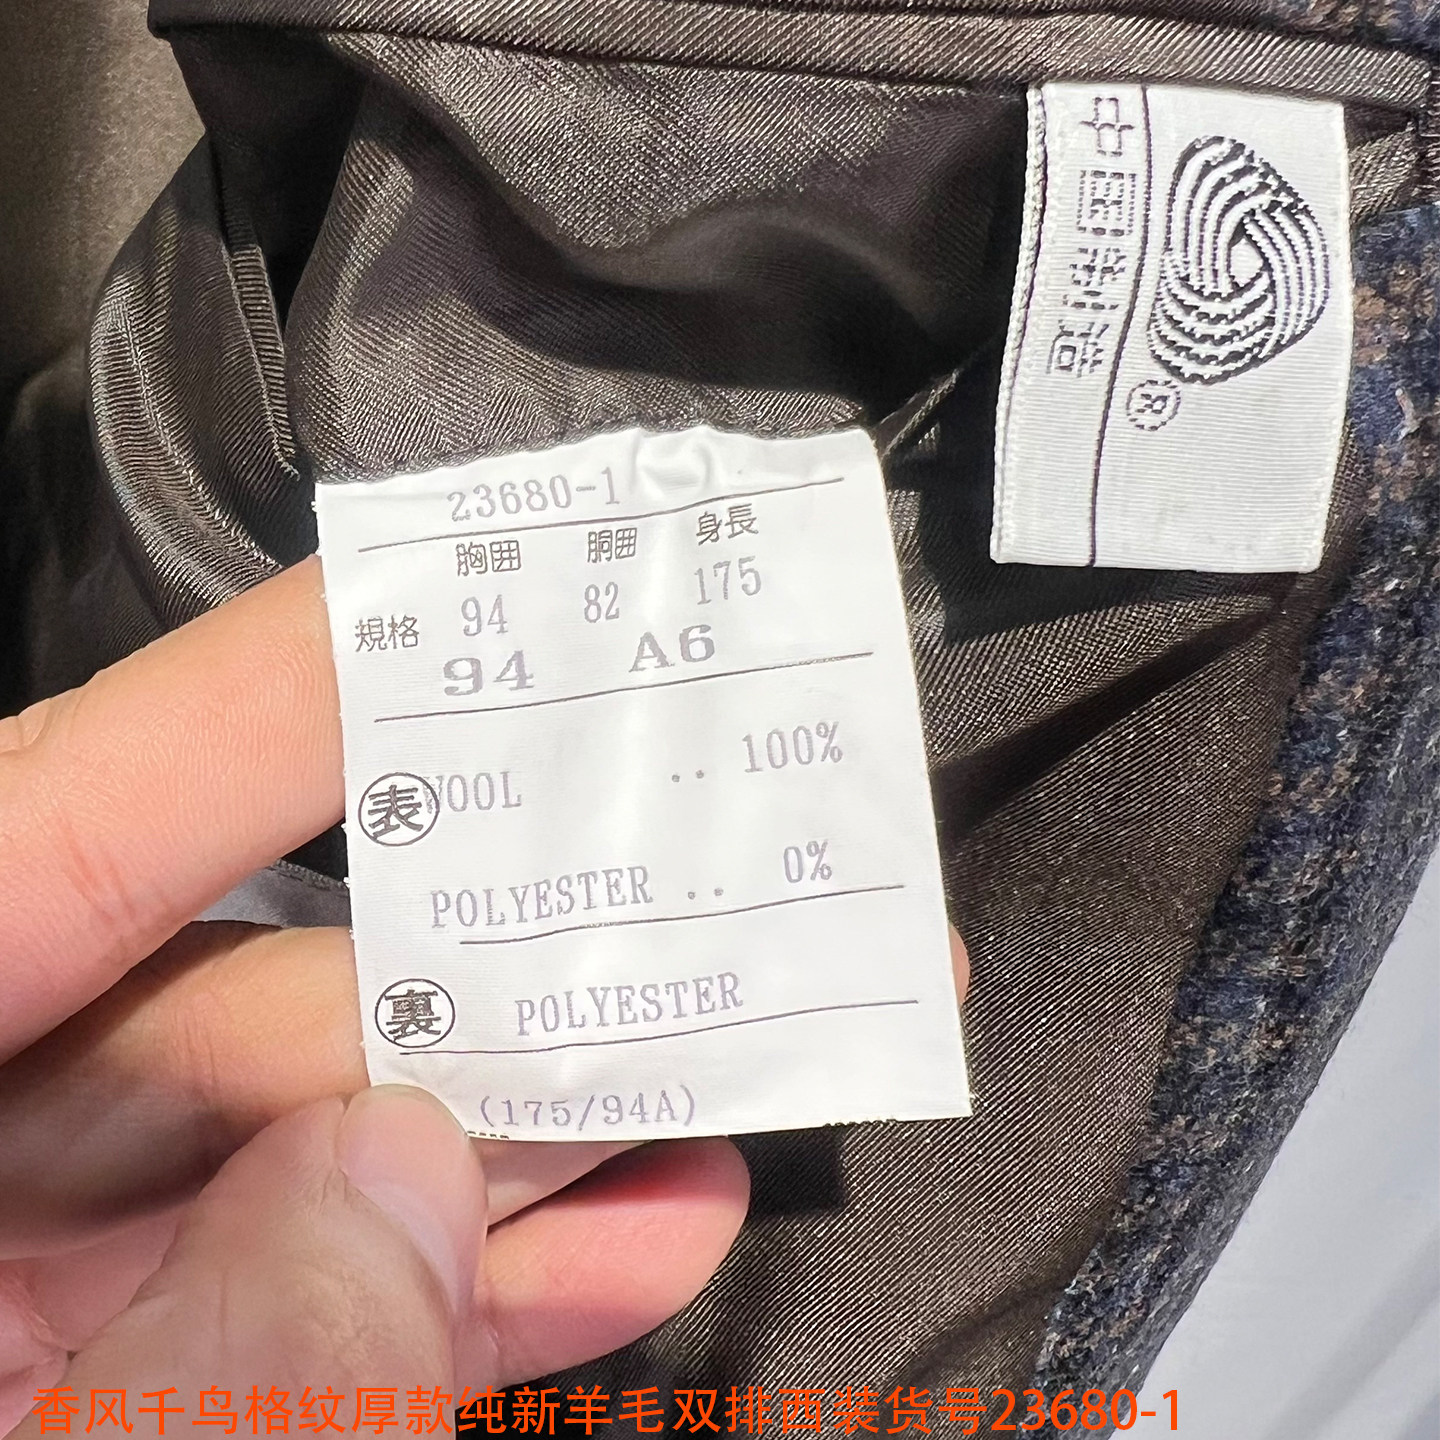 中国制造
®
23680-1
胸囲 胴囲 身長
規格 94 82 175
94 A6
表 WOOL .. 100%
POLYESTER .. 0%
裏 POLYESTER
(175/94A)
香风千鸟格纹厚款纯新羊毛双排西装货号23680-1